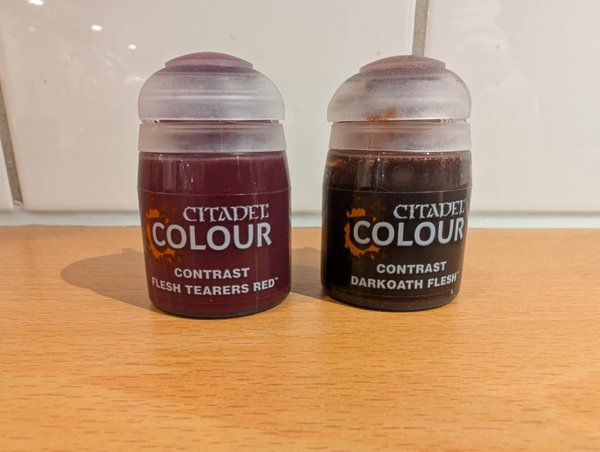 CITADEL
COLOUR
CONTRAST
FLESH TEARERS RED™
CITADEL
COLOUR
CONTRAST
DARKOATH FLESH™